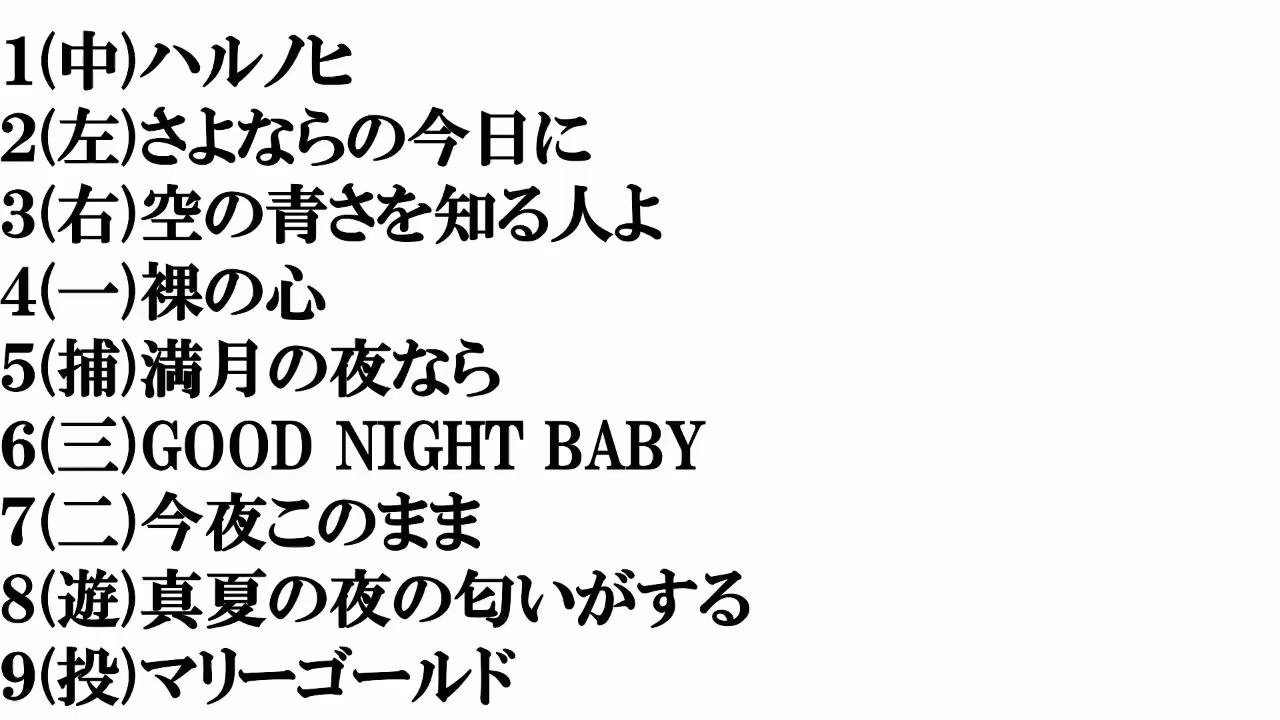 1(中)ハルノヒ
2(左)さよならの今日に
3(右)空の青さを知る人よ
4(一)裸の心
5(捕)満月の夜なら
6(三)GOOD NIGHT BABY
7(二)今夜このまま
8(遊)真夏の夜の匂いがする
9(投)マリーゴールド